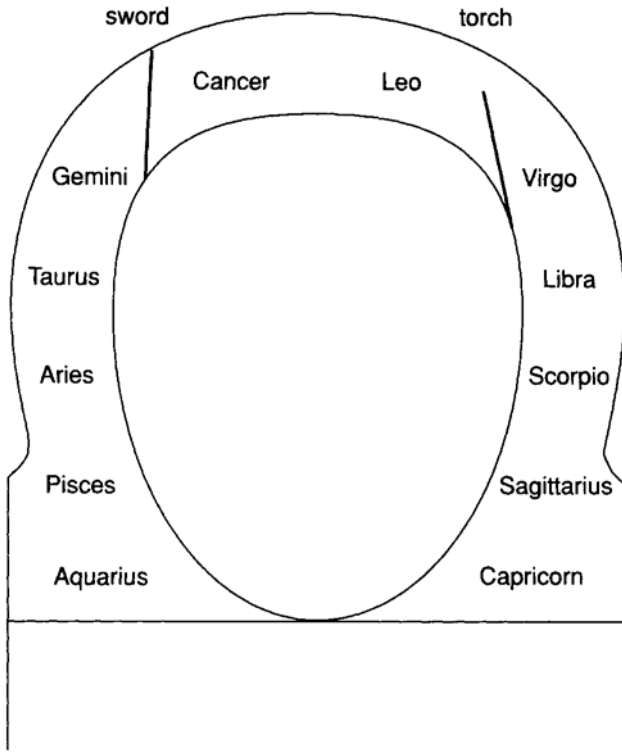 sword torch
Cancer Leo
Gemini Virgo
Taurus Libra
Aries Scorpio
Pisces Sagittarius
Aquarius Capricorn